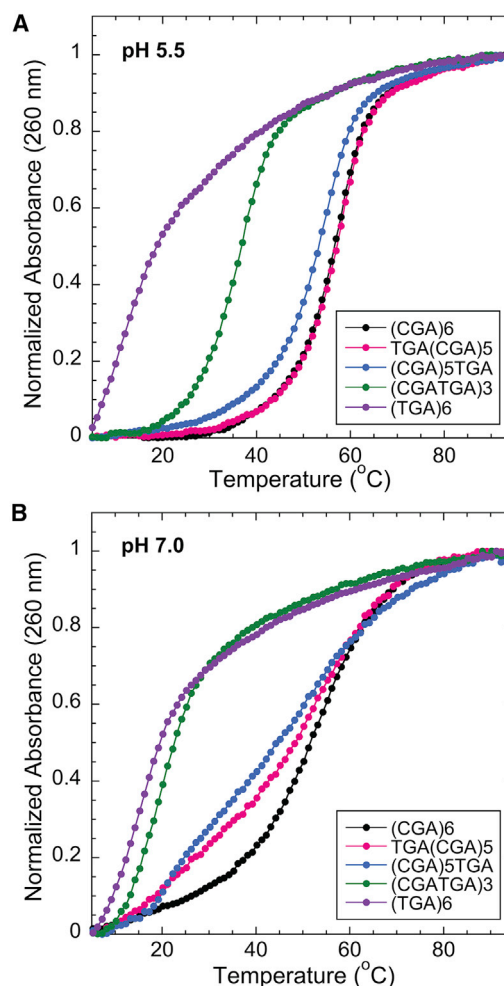 A
pH 5.5
Normalized Absorbance (260 nm)
1
0.8
0.6
0.4
0.2
0
(CGA)6
TGA(CGA)5
(CGA)5TGA
(CGATGA)3
(TGA)6
20 40 60 80
Temperature (°C)
B
pH 7.0
Normalized Absorbance (260 nm)
1
0.8
0.6
0.4
0.2
0
(CGA)6
TGA(CGA)5
(CGA)5TGA
(CGATGA)3
(TGA)6
20 40 60 80
Temperature (°C)